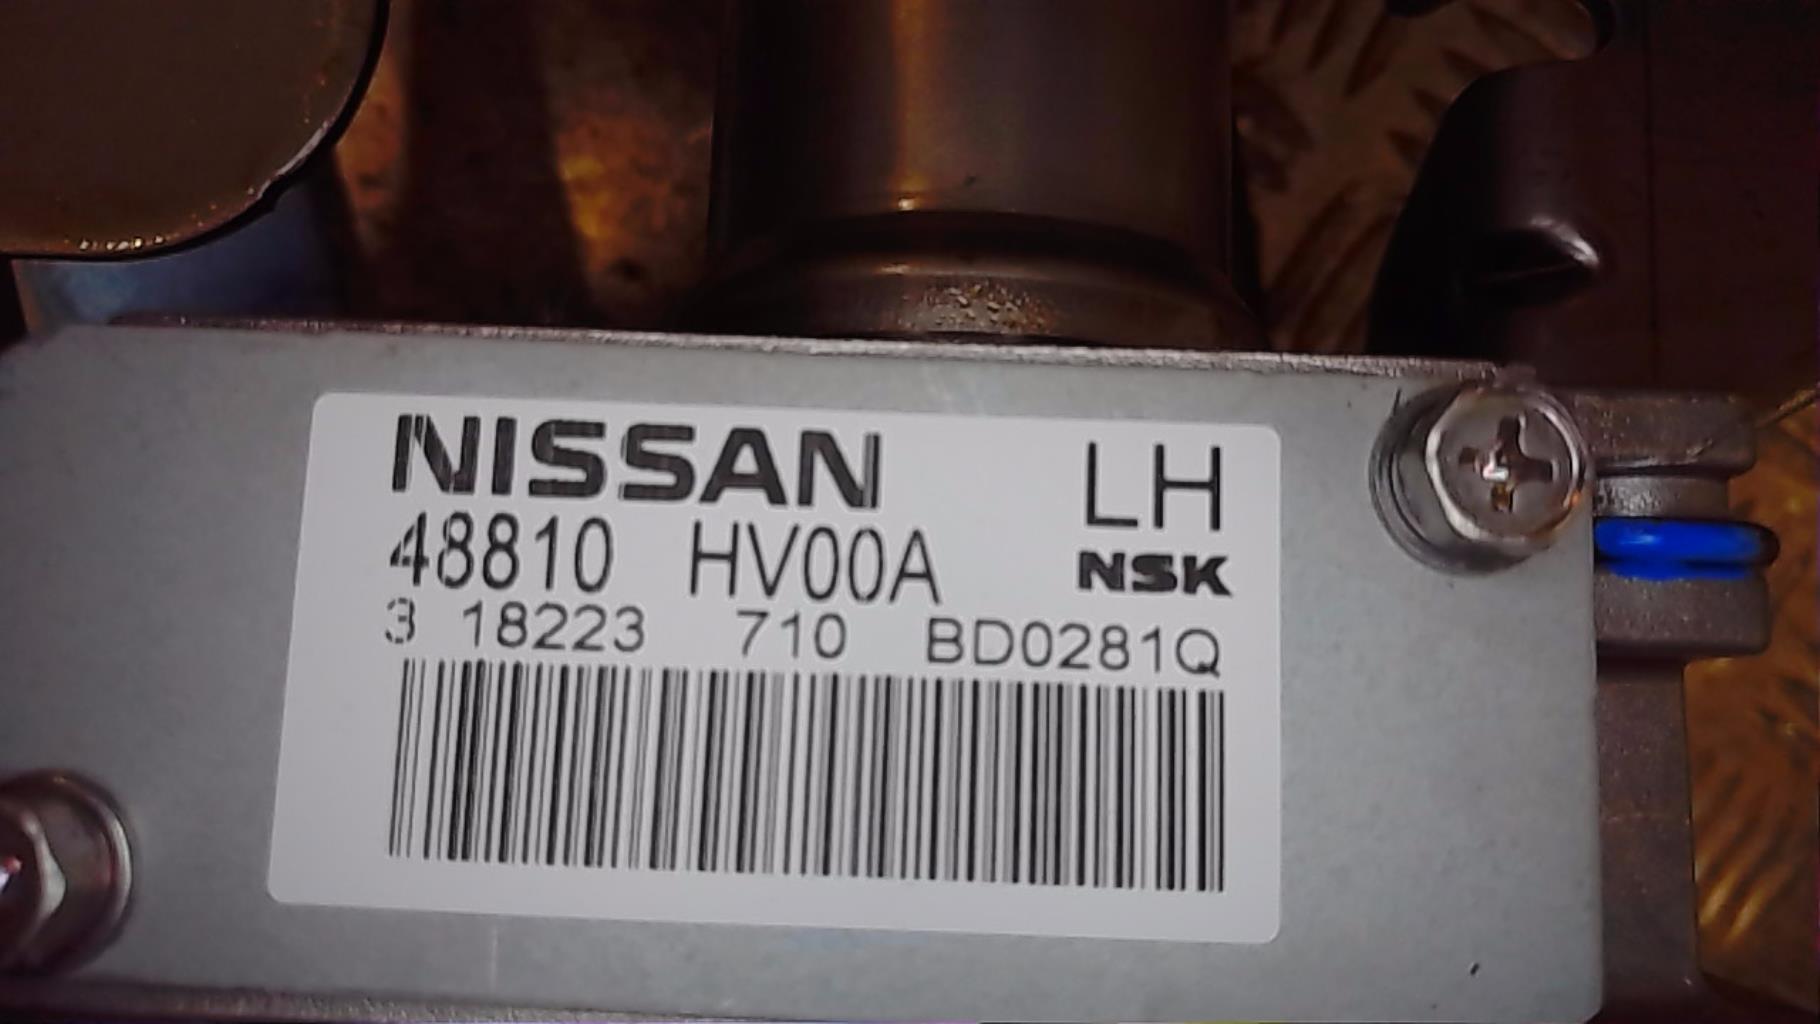 NISSAN LH
48810 HV00A NSK
3 18223 710 BD0281Q